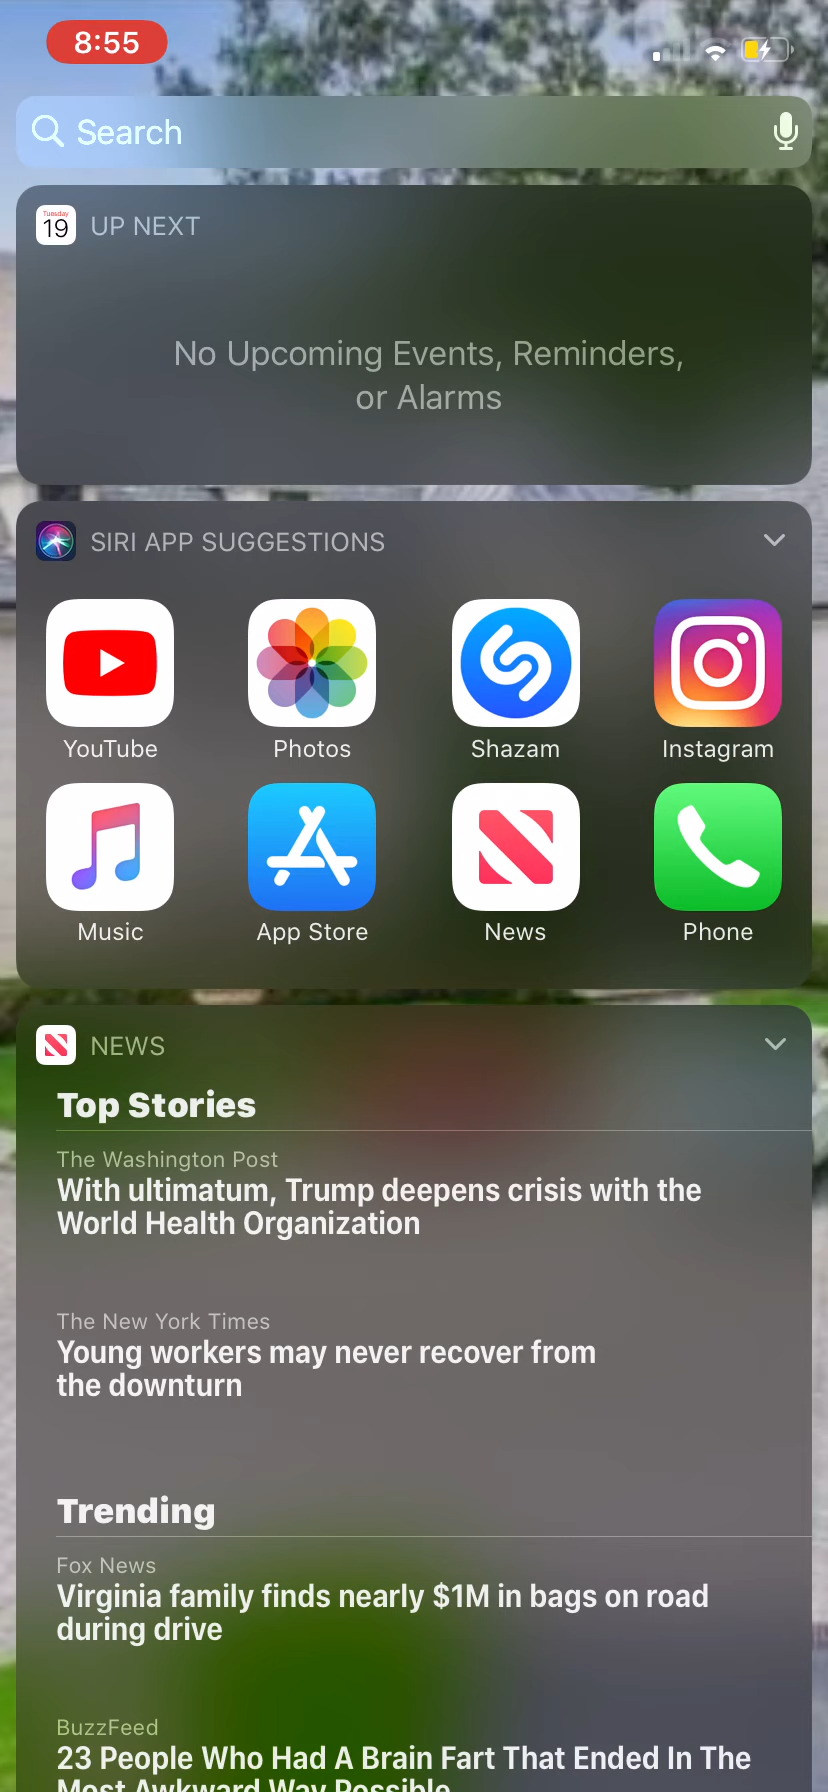 8:55
Search
Tuesday
19
UP NEXT
No Upcoming Events, Reminders,
or Alarms
SIRI APP SUGGESTIONS
YouTube
Photos
Shazam
Instagram
Music
App Store
News
Phone
NEWS
Top Stories
The Washington Post
With ultimatum, Trump deepens crisis with the
World Health Organization
The New York Times
Young workers may never recover from
the downturn
Trending
Fox News
Virginia family finds nearly $1M in bags on road
during drive
BuzzFeed
23 People Who Had A Brain Fart That Ended In The
Most Awkward Way Possible